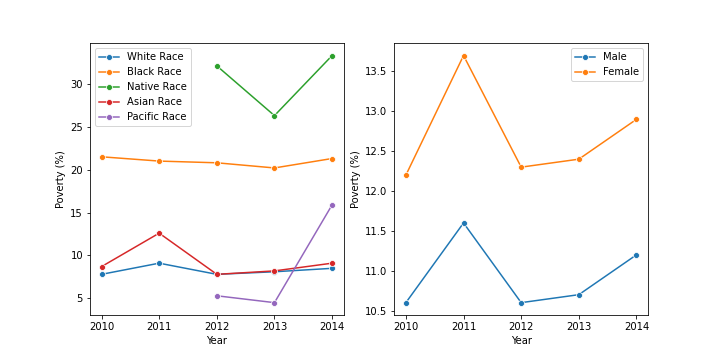 White Race
Black Race
Native Race
Asian Race
Pacific Race
30
25
20
15
10
5
Poverty (%)
2010 2011 2012 2013 2014
Year
Male
Female
13.5
13.0
12.5
12.0
11.5
11.0
10.5
Poverty (%)
2010 2011 2012 2013 2014
Year